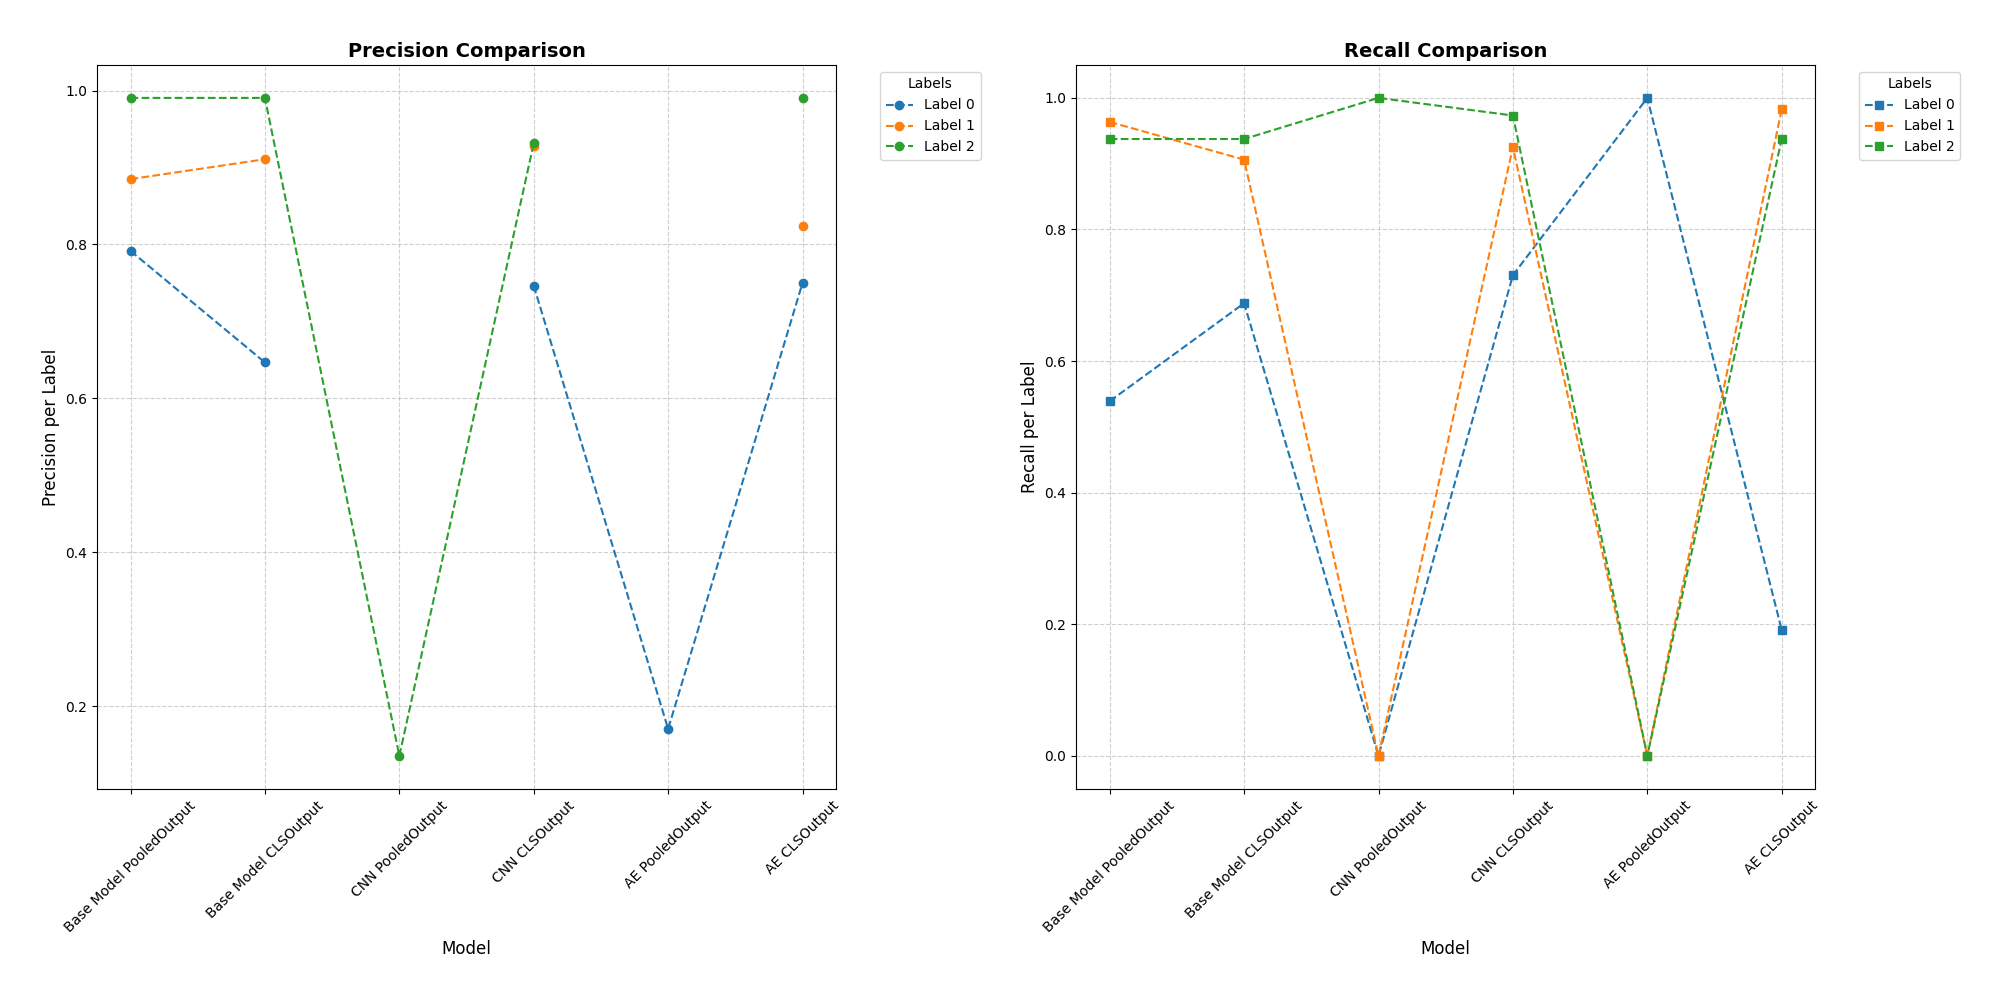 Precision Comparison
Precision per Label
1.0
0.8
0.6
0.4
0.2
Base Model PooledOutput
Base Model CLSOutput
CNN PooledOutput
CNN CLSOutput
AE PooledOutput
AE CLSOutput
Model
Labels
Label 0
Label 1
Label 2
Recall Comparison
Recall per Label
1.0
0.8
0.6
0.4
0.2
0.0
Base Model PooledOutput
Base Model CLSOutput
CNN PooledOutput
CNN CLSOutput
AE PooledOutput
AE CLSOutput
Model
Labels
Label 0
Label 1
Label 2